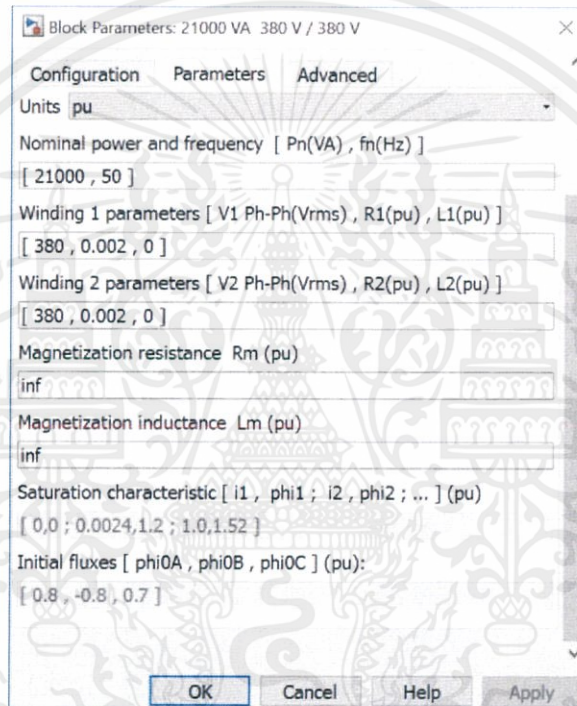 Block Parameters: 21000 VA 380 V / 380 V
Configuration Parameters Advanced
Units pu
Nominal power and frequency [ Pn(VA) , fn(Hz) ]
[ 21000 , 50 ]
Winding 1 parameters [ V1 Ph-Ph(Vrms) , R1(pu) , L1(pu) ]
[ 380 , 0.002 , 0 ]
Winding 2 parameters [ V2 Ph-Ph(Vrms) , R2(pu) , L2(pu) ]
[ 380 , 0.002 , 0 ]
Magnetization resistance Rm (pu)
inf
Magnetization inductance Lm (pu)
inf
Saturation characteristic [ i1 , phi1 ; i2 , phi2 ; ... ] (pu)
[ 0,0 ; 0.0024,1.2 ; 1.0,1.52 ]
Initial fluxes [ phi0A , phi0B , phi0C ] (pu):
[ 0.8 , -0.8 , 0.7 ]
OK Cancel Help Apply